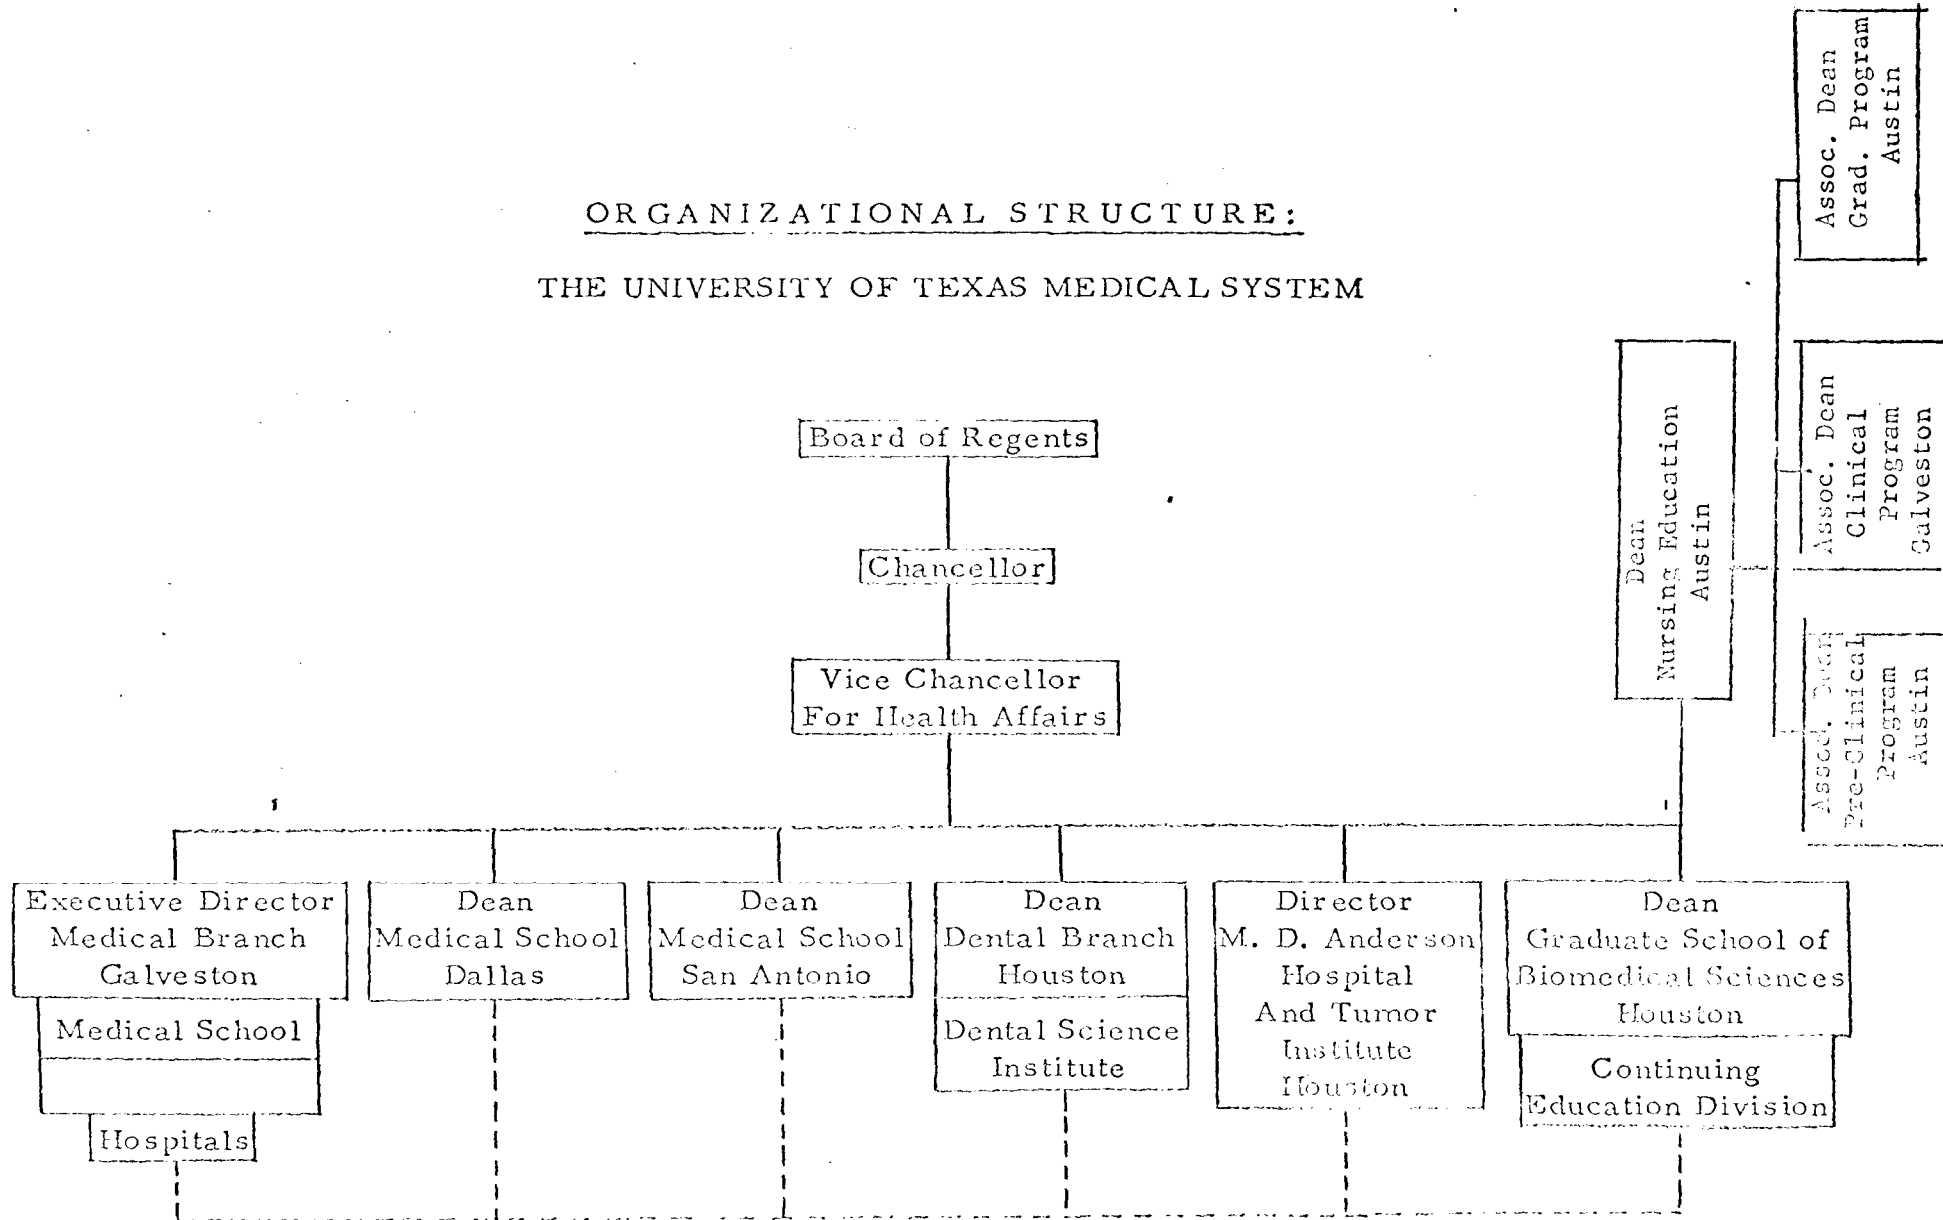 ORGANIZATIONAL STRUCTURE:
THE UNIVERSITY OF TEXAS MEDICAL SYSTEM
Board of Regents
Chancellor
Vice Chancellor
For Health Affairs
Dean
Nursing Education
Austin
Assoc. Dean
Grad. Program
Austin
Assoc. Dean
Clinical
Program
Galveston
Assoc. Dean
Pre-Clinical
Program
Austin
Executive Director
Medical Branch
Galveston
Medical School
Hospitals
Dean
Medical School
Dallas
Dean
Medical School
San Antonio
Dean
Dental Branch
Houston
Dental Science
Institute
Director
M. D. Anderson
Hospital
And Tumor
Institute
Houston
Dean
Graduate School of
Biomedical Sciences
Houston
Continuing
Education Division